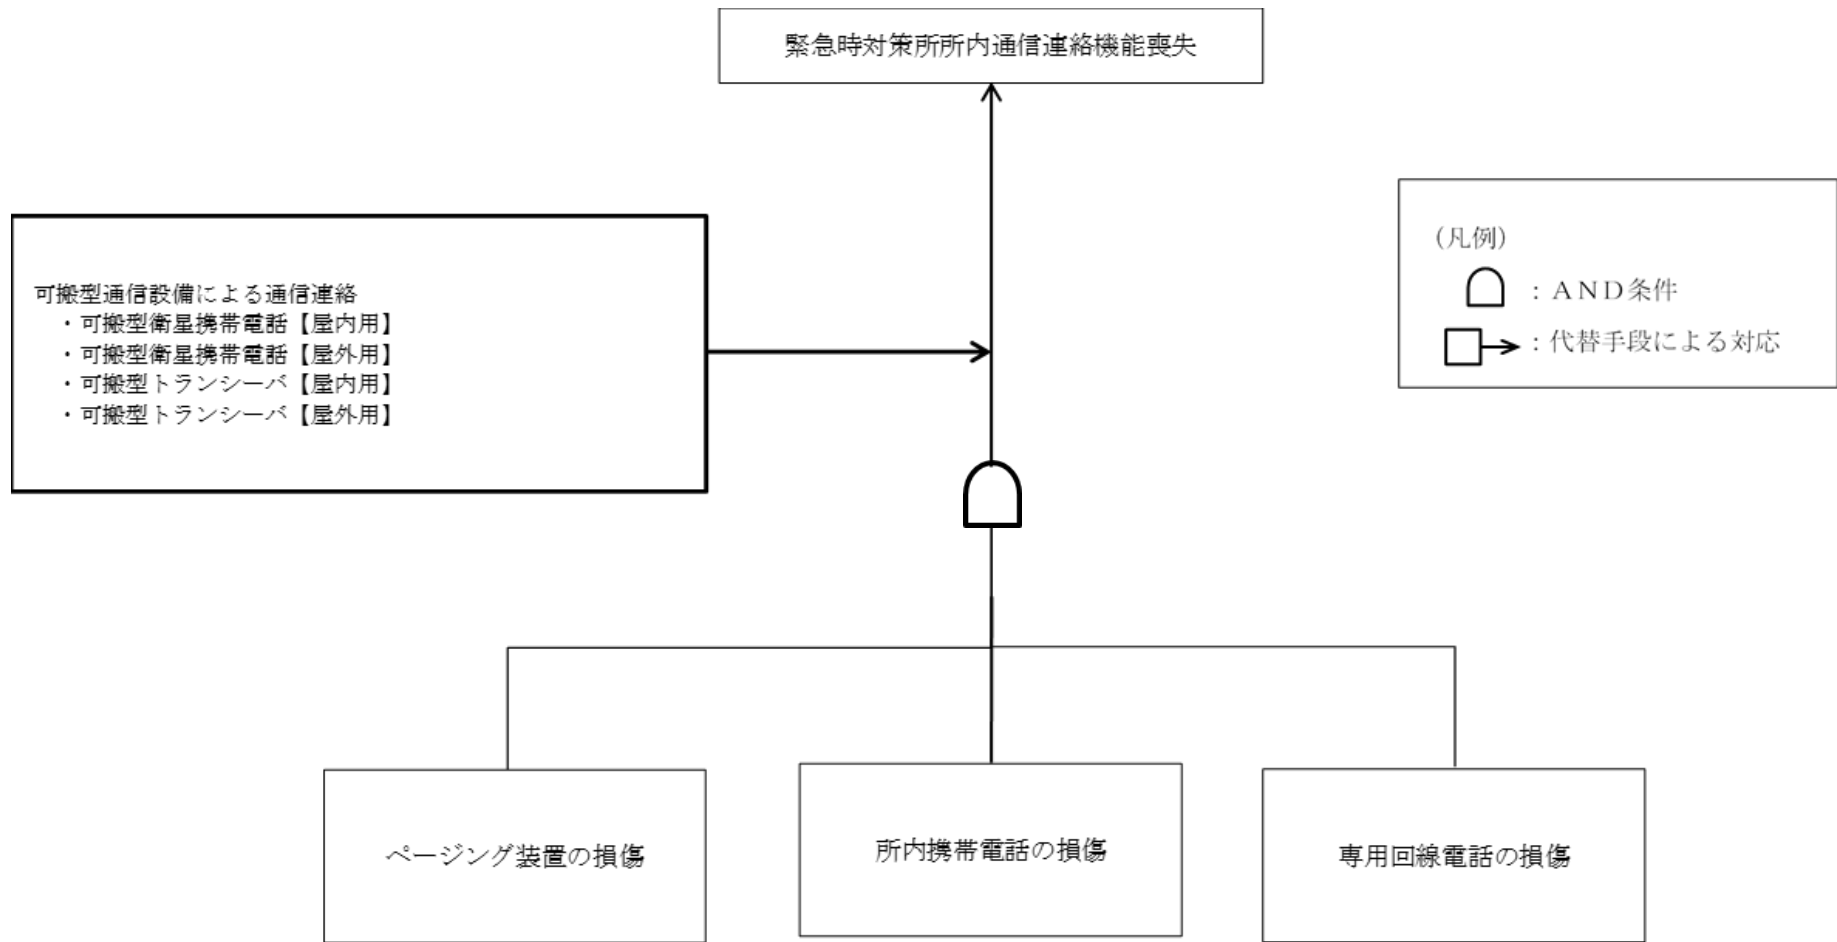 緊急時対策所所内通信連絡機能喪失
可搬型通信設備による通信連絡
・可搬型衛星携帯電話【屋内用】
・可搬型衛星携帯電話【屋外用】
・可搬型トランシーバ【屋内用】
・可搬型トランシーバ【屋外用】
（凡例）
：ＡＮＤ条件
：代替手段による対応
ページング装置の損傷
所内携帯電話の損傷
専用回線電話の損傷